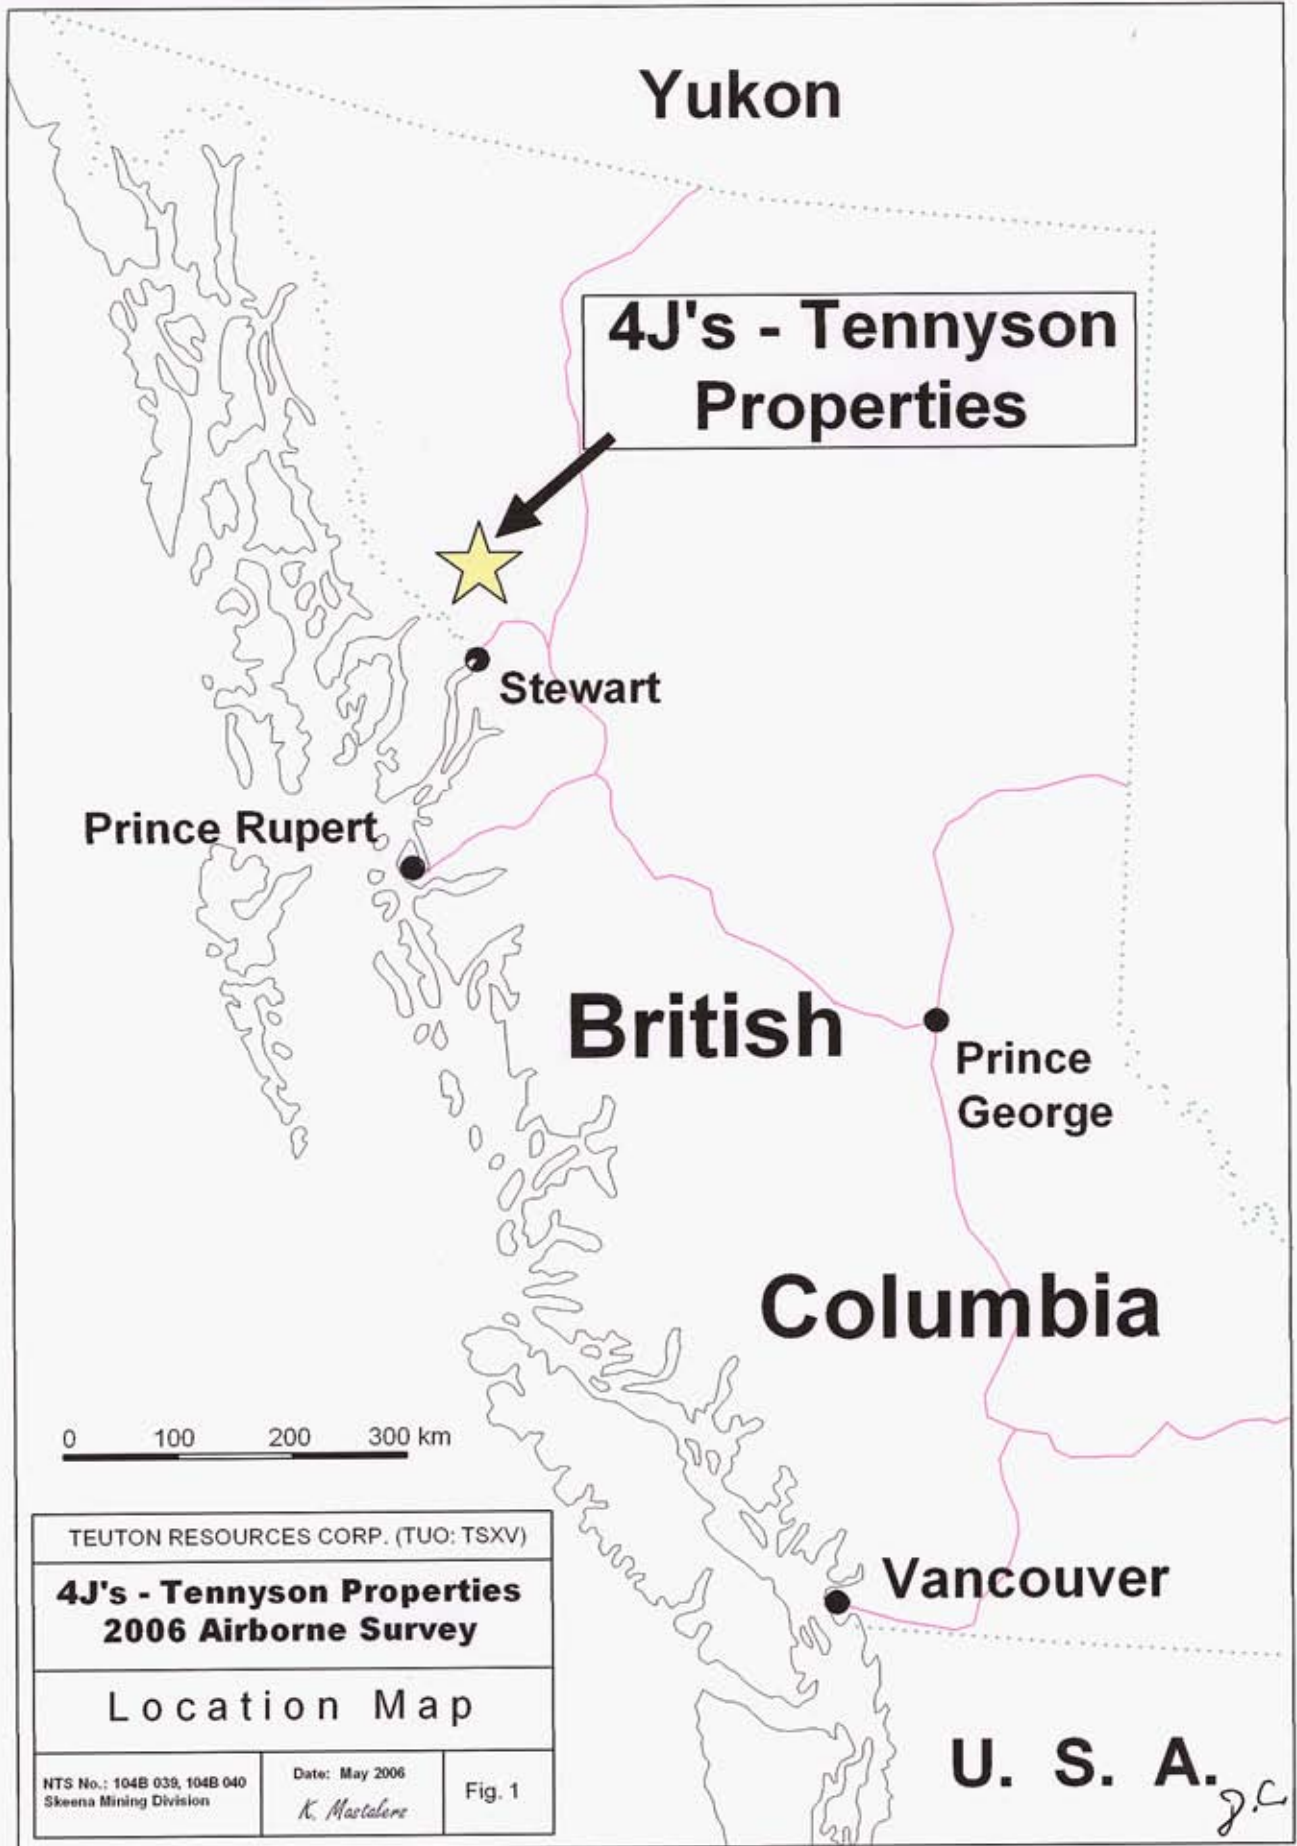 Yukon
4J's - Tennyson
Properties
Stewart
Prince Rupert
British
Prince
George
Columbia
0 100 200 300 km
Vancouver
U. S. A.
TEUTON RESOURCES CORP. (TUO: TSXV)
4J's - Tennyson Properties
2006 Airborne Survey
Location Map
NTS No.: 104B 039, 104B 040
Skeena Mining Division
Date: May 2006
K. Mastalerz
Fig. 1